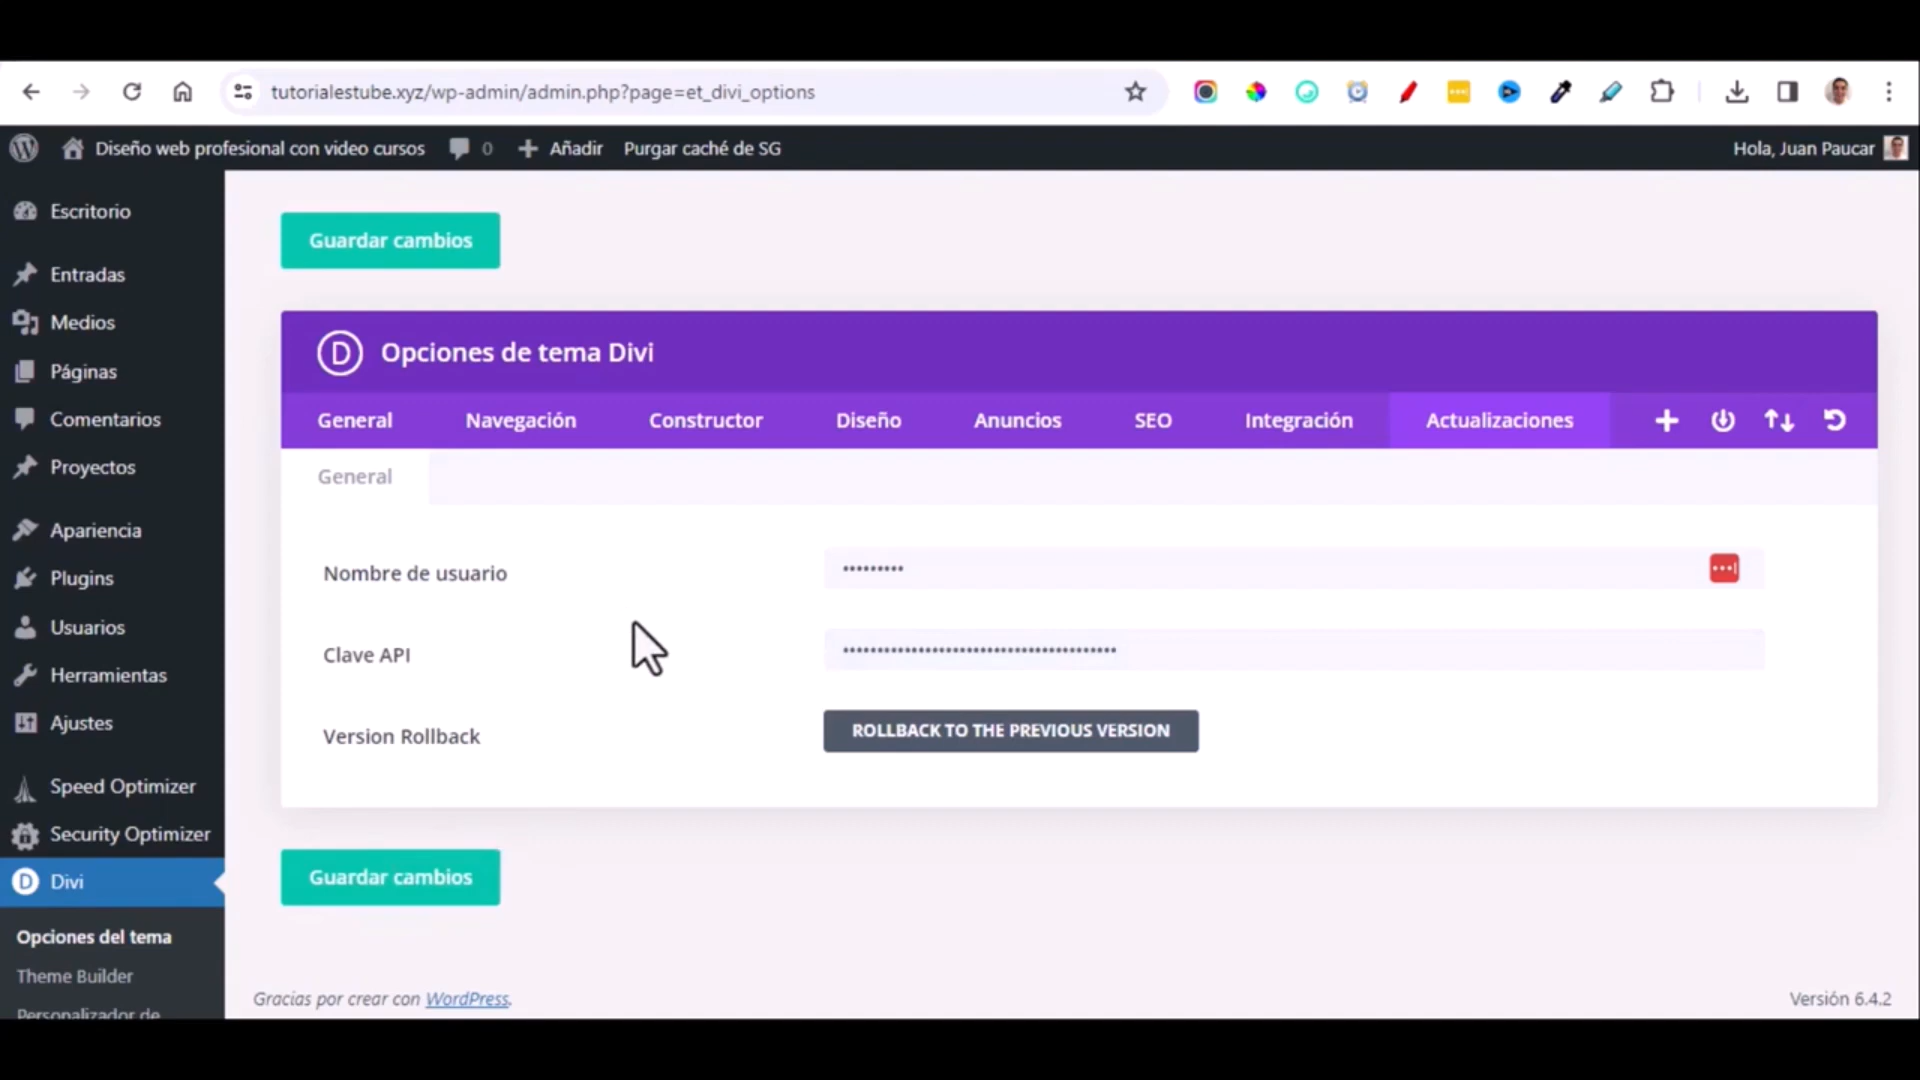 tutorialestube.xyz/wp-admin/admin.php?page=et_divi_options
Diseño web profesional con video cursos 0 Añadir Purgar caché de SG Hola, Juan Paucar
Escritorio
Entradas
Medios
Páginas
Comentarios
Proyectos
Apariencia
Plugins
Usuarios
Herramientas
Ajustes
Speed Optimizer
Security Optimizer
D Divi
Opciones del tema
Theme Builder
Personalizador de
Guardar cambios
D Opciones de tema Divi
General Navegación Constructor Diseño Anuncios SEO Integración Actualizaciones
General
Nombre de usuario •••••••••
Clave API ••••••••••••••••••••••••••••••••••••••••
Version Rollback ROLLBACK TO THE PREVIOUS VERSION
Guardar cambios
Gracias por crear con WordPress.
Versión 6.4.2